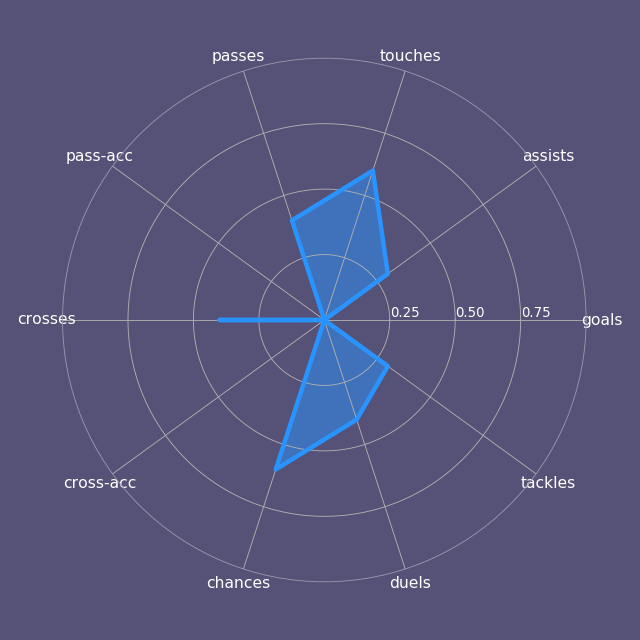 passes
touches
pass-acc
assists
crosses
0.25
0.50
0.75
goals
cross-acc
tackles
chances
duels